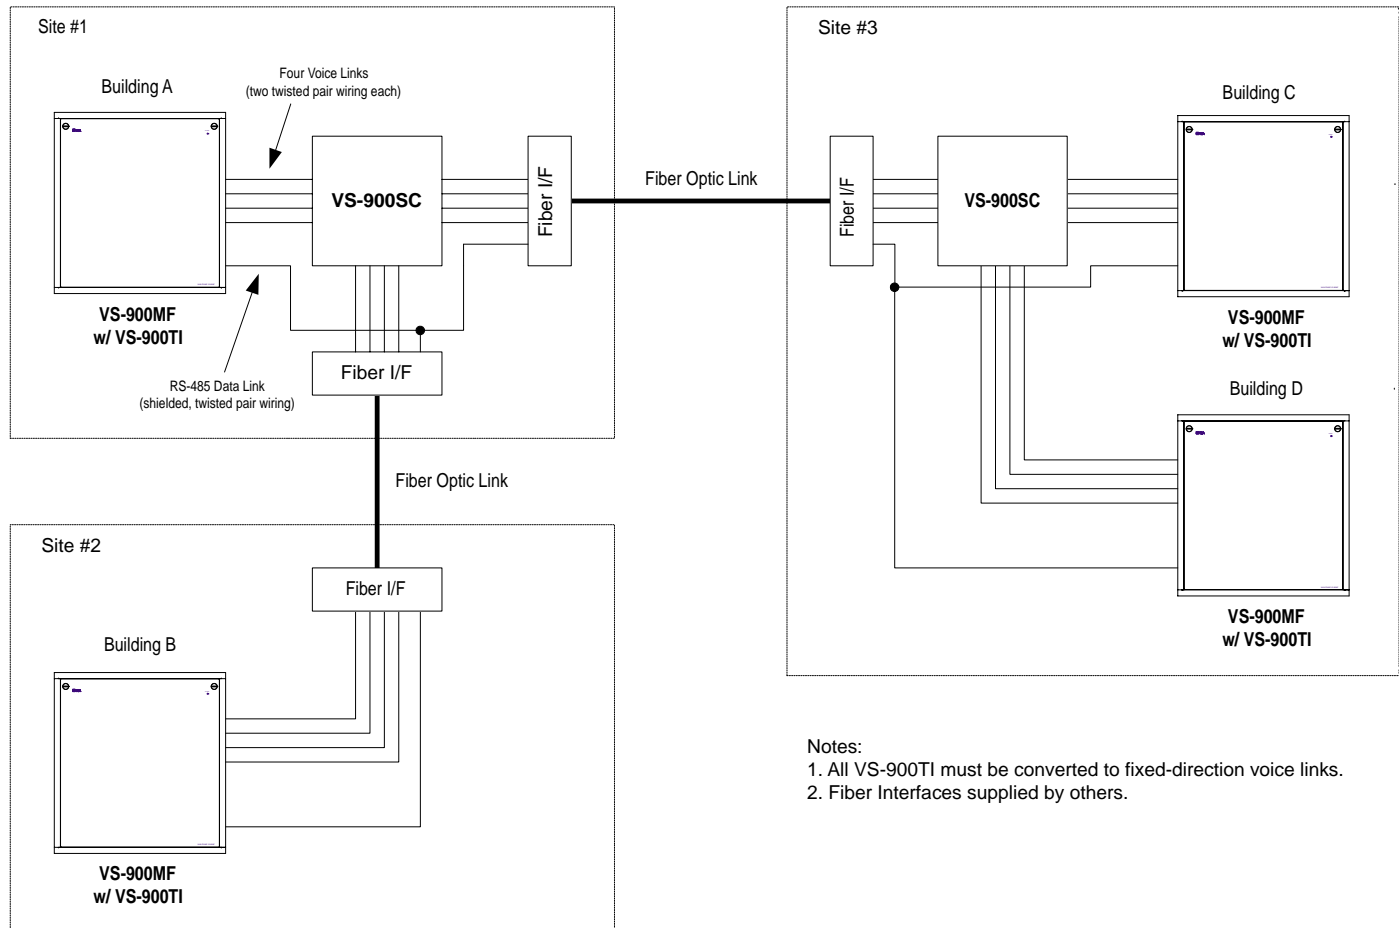 Site #1
Building A
Four Voice Links
(two twisted pair wiring each)
VS-900SC
Fiber I/F
VS-900MF
w/ VS-900TI
RS-485 Data Link
(shielded, twisted pair wiring)
Fiber I/F
Fiber Optic Link
Fiber Optic Link
Site #2
Fiber I/F
Building B
VS-900MF
w/ VS-900TI
Site #3
Fiber I/F
VS-900SC
Building C
VS-900MF
w/ VS-900TI
Building D
VS-900MF
w/ VS-900TI
Notes:
1. All VS-900TI must be converted to fixed-direction voice links.
2. Fiber Interfaces supplied by others.